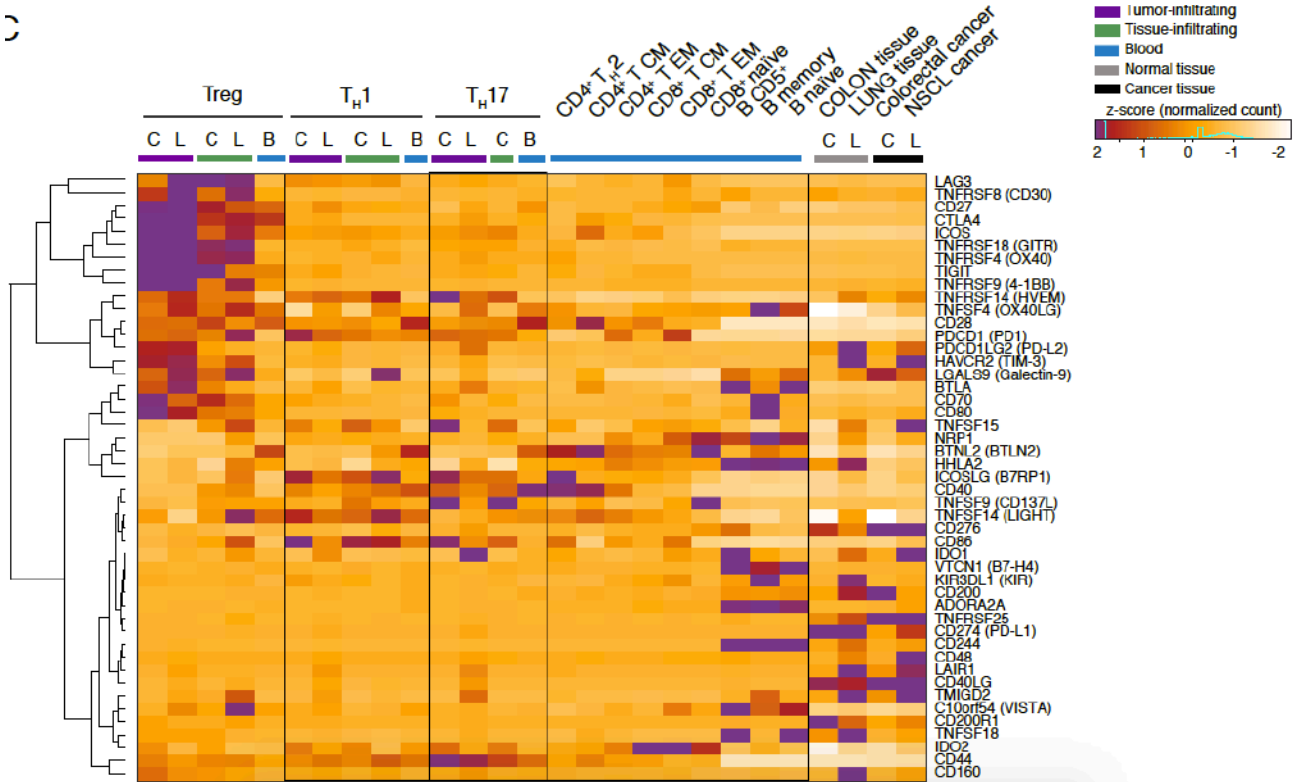 C
Tumor-infiltrating
Tissue-infiltrating
Blood
Normal tissue
Cancer tissue
z-score (normalized count)
2 1 0 -1 -2
Treg
TH1
TH17
CD4+ TH2
CD4+ T CM
CD4+ T EM
CD8+ T CM
CD8+ T EM
CD8+ naïve
B CD5+
B memory
B naïve
COLON tissue
LUNG tissue
Colorectal cancer
NSCL cancer
C L C L B C L C L B C L C B C L C L
LAG3
TNFRSF8 (CD30)
CD27
CTLA4
ICOS
TNFRSF18 (GITR)
TNFRSF4 (OX40)
TIGIT
TNFRSF9 (4-1BB)
TNFRSF14 (HVEM)
TNFSF4 (OX40LG)
CD28
PDCD1 (PD1)
PDCD1LG2 (PD-L2)
HAVCR2 (TIM-3)
LGALS9 (Galectin-9)
BTLA
CD70
CD80
TNFSF15
NRP1
BTNL2 (BTLN2)
HHLA2
ICOSLG (B7RP1)
CD40
TNFSF9 (CD137L)
TNFSF14 (LIGHT)
CD276
CD86
IDO1
VTCN1 (B7-H4)
KIR3DL1 (KIR)
CD200
ADORA2A
TNFRSF25
CD274 (PD-L1)
CD244
CD48
LAIR1
CD40LG
TMIGD2
C10orf54 (VISTA)
CD200R1
TNFSF18
IDO2
CD44
CD160